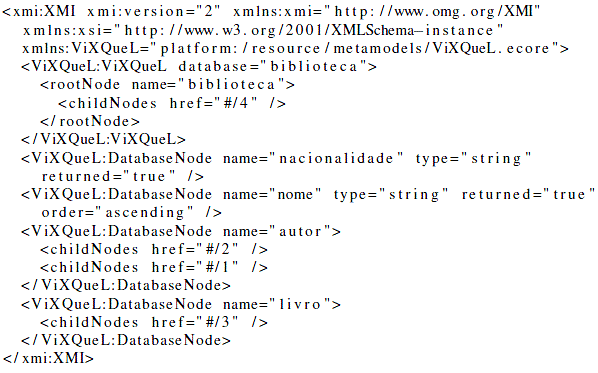 <xmi:XMI xmi:version="2" xmlns:xmi="http://www.omg.org/XMI"
xmlns:xsi="http://www.w3.org/2001/XMLSchema-instance"
xmlns:ViXQueL="platform:/resource/metamodels/ViXQueL.ecore">
<ViXQueL:ViXQueL database="biblioteca">
<rootNode name="biblioteca">
<childNodes href="#/4" />
</rootNode>
</ViXQueL:ViXQueL>
<ViXQueL:DatabaseNode name="nacionalidade" type="string"
returned="true" />
<ViXQueL:DatabaseNode name="nome" type="string" returned="true"
order="ascending" />
<ViXQueL:DatabaseNode name="autor">
<childNodes href="#/2" />
<childNodes href="#/1" />
</ViXQueL:DatabaseNode>
<ViXQueL:DatabaseNode name="livro">
<childNodes href="#/3" />
</ViXQueL:DatabaseNode>
</xmi:XMI>